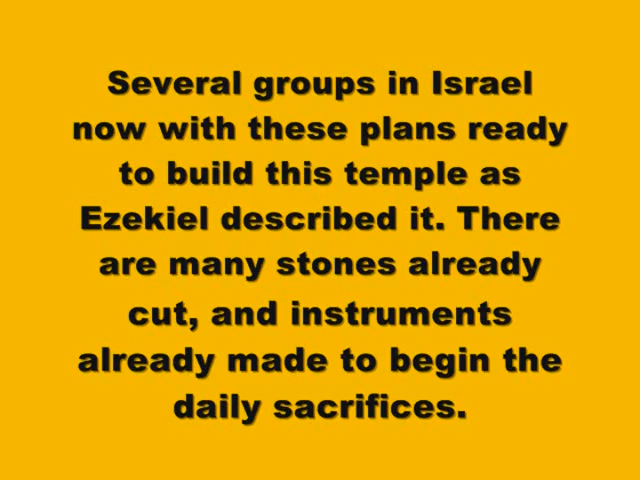 Several groups in Israel
now with these plans ready
to build this temple as
Ezekiel described it. There
are many stones already
cut, and instruments
already made to begin the
daily sacrifices.